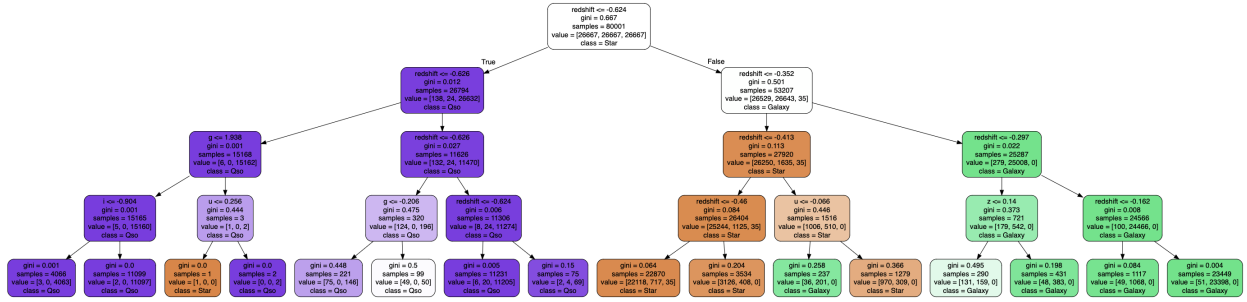 redshift <= -0.624
gini = 0.667
samples = 80001
value = [26667, 26667, 26667]
class = Star
True
False
redshift <= -0.626
gini = 0.012
samples = 26794
value = [138, 24, 26632]
class = Qso
redshift <= -0.352
gini = 0.501
samples = 53207
value = [26529, 26643, 35]
class = Galaxy
g <= 1.938
gini = 0.001
samples = 15168
value = [6, 0, 15162]
class = Qso
redshift <= -0.626
gini = 0.027
samples = 11626
value = [132, 24, 11470]
class = Qso
redshift <= -0.413
gini = 0.113
samples = 27920
value = [26250, 1635, 35]
class = Star
redshift <= -0.297
gini = 0.022
samples = 25287
value = [279, 25008, 0]
class = Galaxy
i <= -0.904
gini = 0.001
samples = 15165
value = [5, 0, 15160]
class = Qso
u <= 0.256
gini = 0.444
samples = 3
value = [1, 0, 2]
class = Qso
g <= -0.206
gini = 0.475
samples = 320
value = [124, 0, 196]
class = Qso
redshift <= -0.624
gini = 0.006
samples = 11306
value = [8, 24, 11274]
class = Qso
redshift <= -0.46
gini = 0.084
samples = 26404
value = [25244, 1125, 35]
class = Star
u <= -0.066
gini = 0.446
samples = 1516
value = [1006, 510, 0]
class = Star
z <= 0.14
gini = 0.373
samples = 721
value = [179, 542, 0]
class = Galaxy
redshift <= -0.162
gini = 0.008
samples = 24566
value = [100, 24466, 0]
class = Galaxy
gini = 0.001
samples = 4066
value = [3, 0, 4063]
class = Qso
gini = 0.0
samples = 11099
value = [2, 0, 11097]
class = Qso
gini = 0.0
samples = 1
value = [1, 0, 0]
class = Star
gini = 0.0
samples = 2
value = [0, 0, 2]
class = Qso
gini = 0.448
samples = 221
value = [75, 0, 146]
class = Qso
gini = 0.5
samples = 99
value = [49, 0, 50]
class = Qso
gini = 0.005
samples = 11231
value = [6, 20, 11205]
class = Qso
gini = 0.15
samples = 75
value = [2, 4, 69]
class = Qso
gini = 0.064
samples = 22870
value = [22118, 717, 35]
class = Star
gini = 0.204
samples = 3534
value = [3126, 408, 0]
class = Star
gini = 0.258
samples = 237
value = [36, 201, 0]
class = Galaxy
gini = 0.366
samples = 1279
value = [970, 309, 0]
class = Star
gini = 0.495
samples = 290
value = [131, 159, 0]
class = Galaxy
gini = 0.198
samples = 431
value = [48, 383, 0]
class = Galaxy
gini = 0.084
samples = 1117
value = [49, 1068, 0]
class = Galaxy
gini = 0.004
samples = 23449
value = [51, 23398, 0]
class = Galaxy